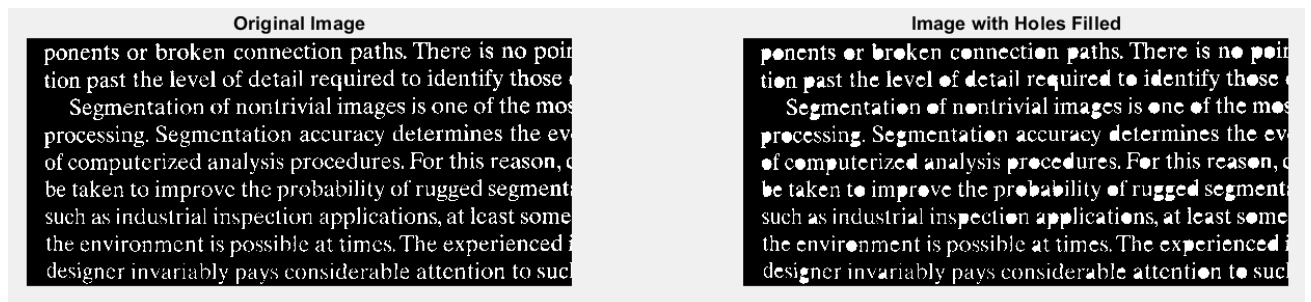 Original Image
ponents or broken connection paths. There is no poin
tion past the level of detail required to identify those
Segmentation of nontrivial images is one of the mos
processing. Segmentation accuracy determines the ev
of computerized analysis procedures. For this reason, c
be taken to improve the probability of rugged segment
such as industrial inspection applications, at least some
the environment is possible at times. The experienced i
designer invariably pays considerable attention to sucl
Image with Holes Filled
ponents or broken connection paths. There is no poin
tion past the level of detail required to identify those
Segmentation of nontrivial images is one of the mos
processing. Segmentation accuracy determines the ev
of computerized analysis procedures. For this reason, c
be taken to improve the probability of rugged segment
such as industrial inspection applications, at least some
the environment is possible at times. The experienced i
designer invariably pays considerable attention to sucl